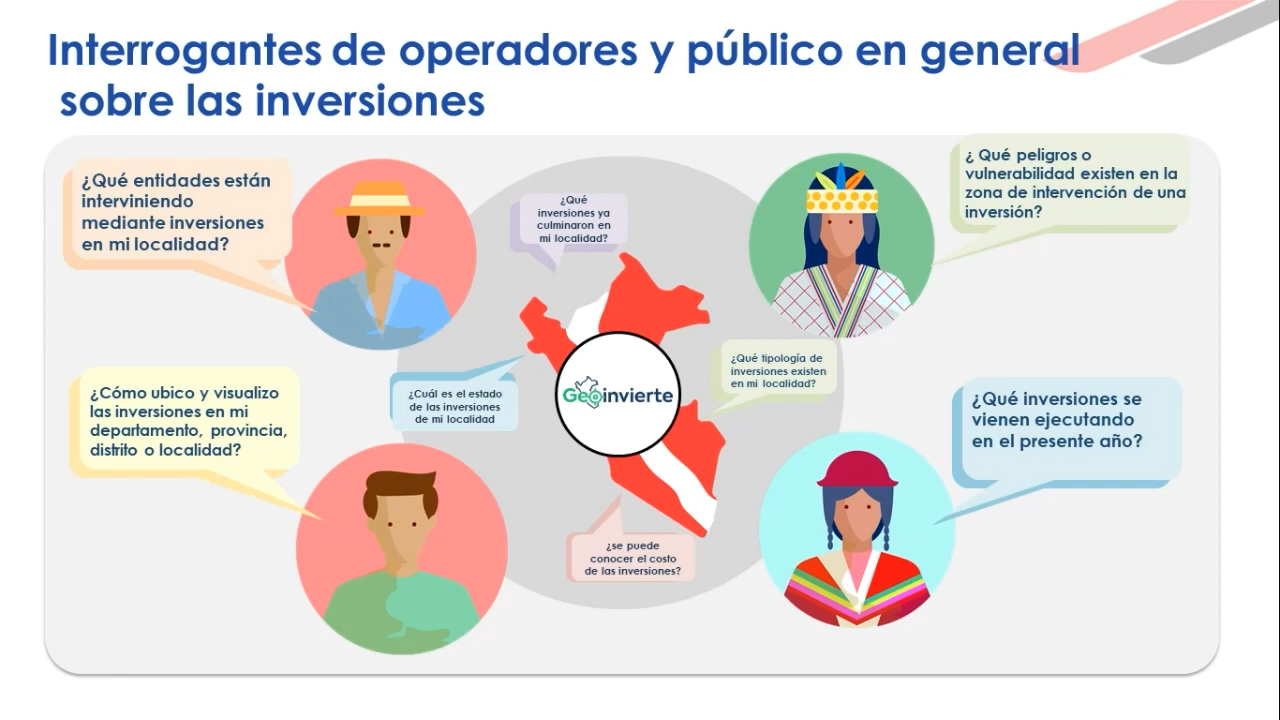 Interrogantes de operadores y público en general
sobre las inversiones
¿Qué entidades están
interviniendo
mediante inversiones
en mi localidad?
¿Qué
inversiones ya
culminaron en
mi localidad?
¿ Qué peligros o
vulnerabilidad existen en la
zona de intervención de una
inversión?
¿Cómo ubico y visualizo
las inversiones en mi
departamento, provincia,
distrito o localidad?
¿Cuál es el estado
de las inversiones
de mi localidad
Geoinvierte
¿Qué tipología de
inversiones existen
en mi localidad?
¿Qué inversiones se
vienen ejecutando
en el presente año?
¿se puede
conocer el costo
de las inversiones?